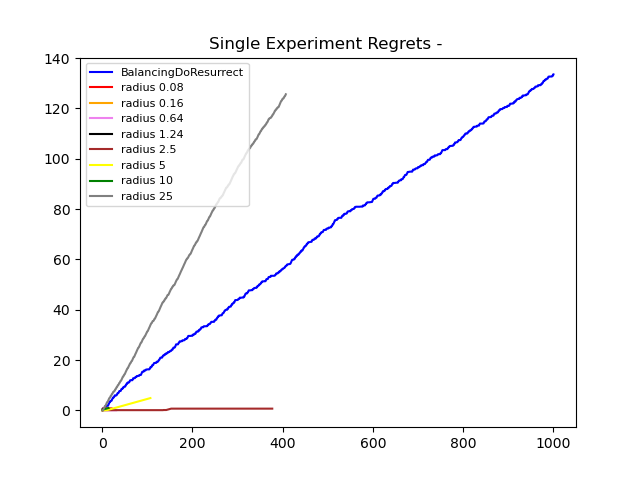 Single Experiment Regrets -
140
120
100
80
60
40
20
0
BalancingDoResurrect
radius 0.08
radius 0.16
radius 0.64
radius 1.24
radius 2.5
radius 5
radius 10
radius 25
0 200 400 600 800 1000